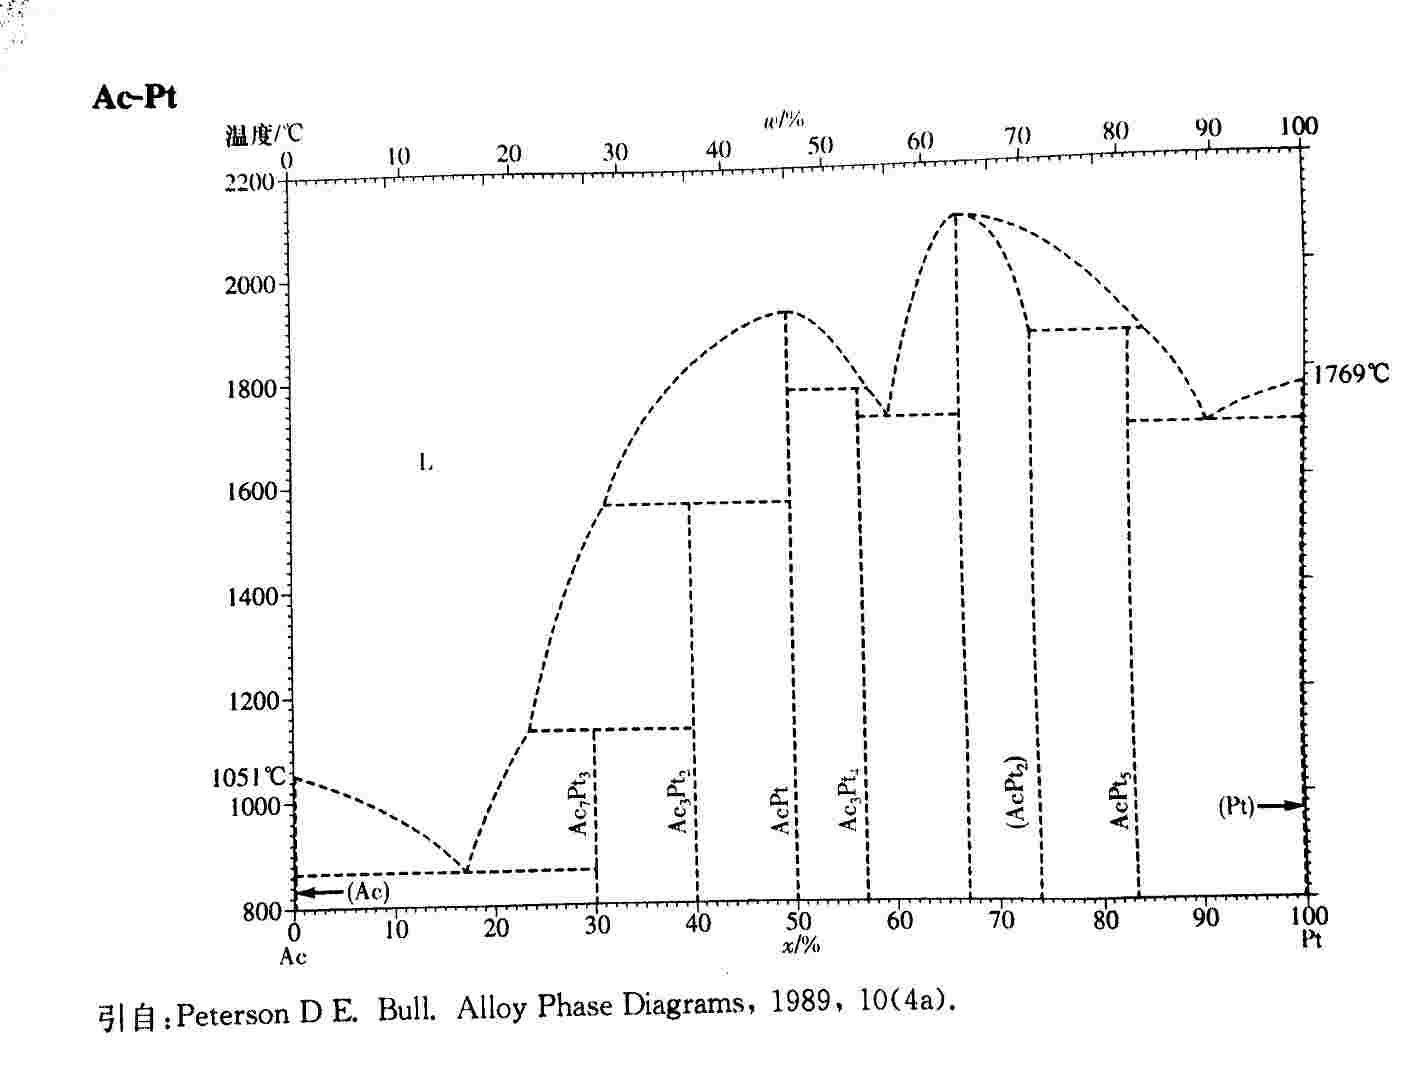 Ac-Pt
温度/℃
w/%
0 10 20 30 40 50 60 70 80 90 100
2200
2000
1800
1769℃
L
1600
1400
1200
1051℃
1000
800
Ac₇Pt₃
Ac₃Pt₂
AcPt
Ac₃Pt₄
(AcPt₂)
AcPt₅
(Pt)
(Ac)
0 10 20 30 40 50 60 70 80 90 100
Ac
x/%
Pt
引自:Peterson D E. Bull. Alloy Phase Diagrams, 1989, 10(4a).